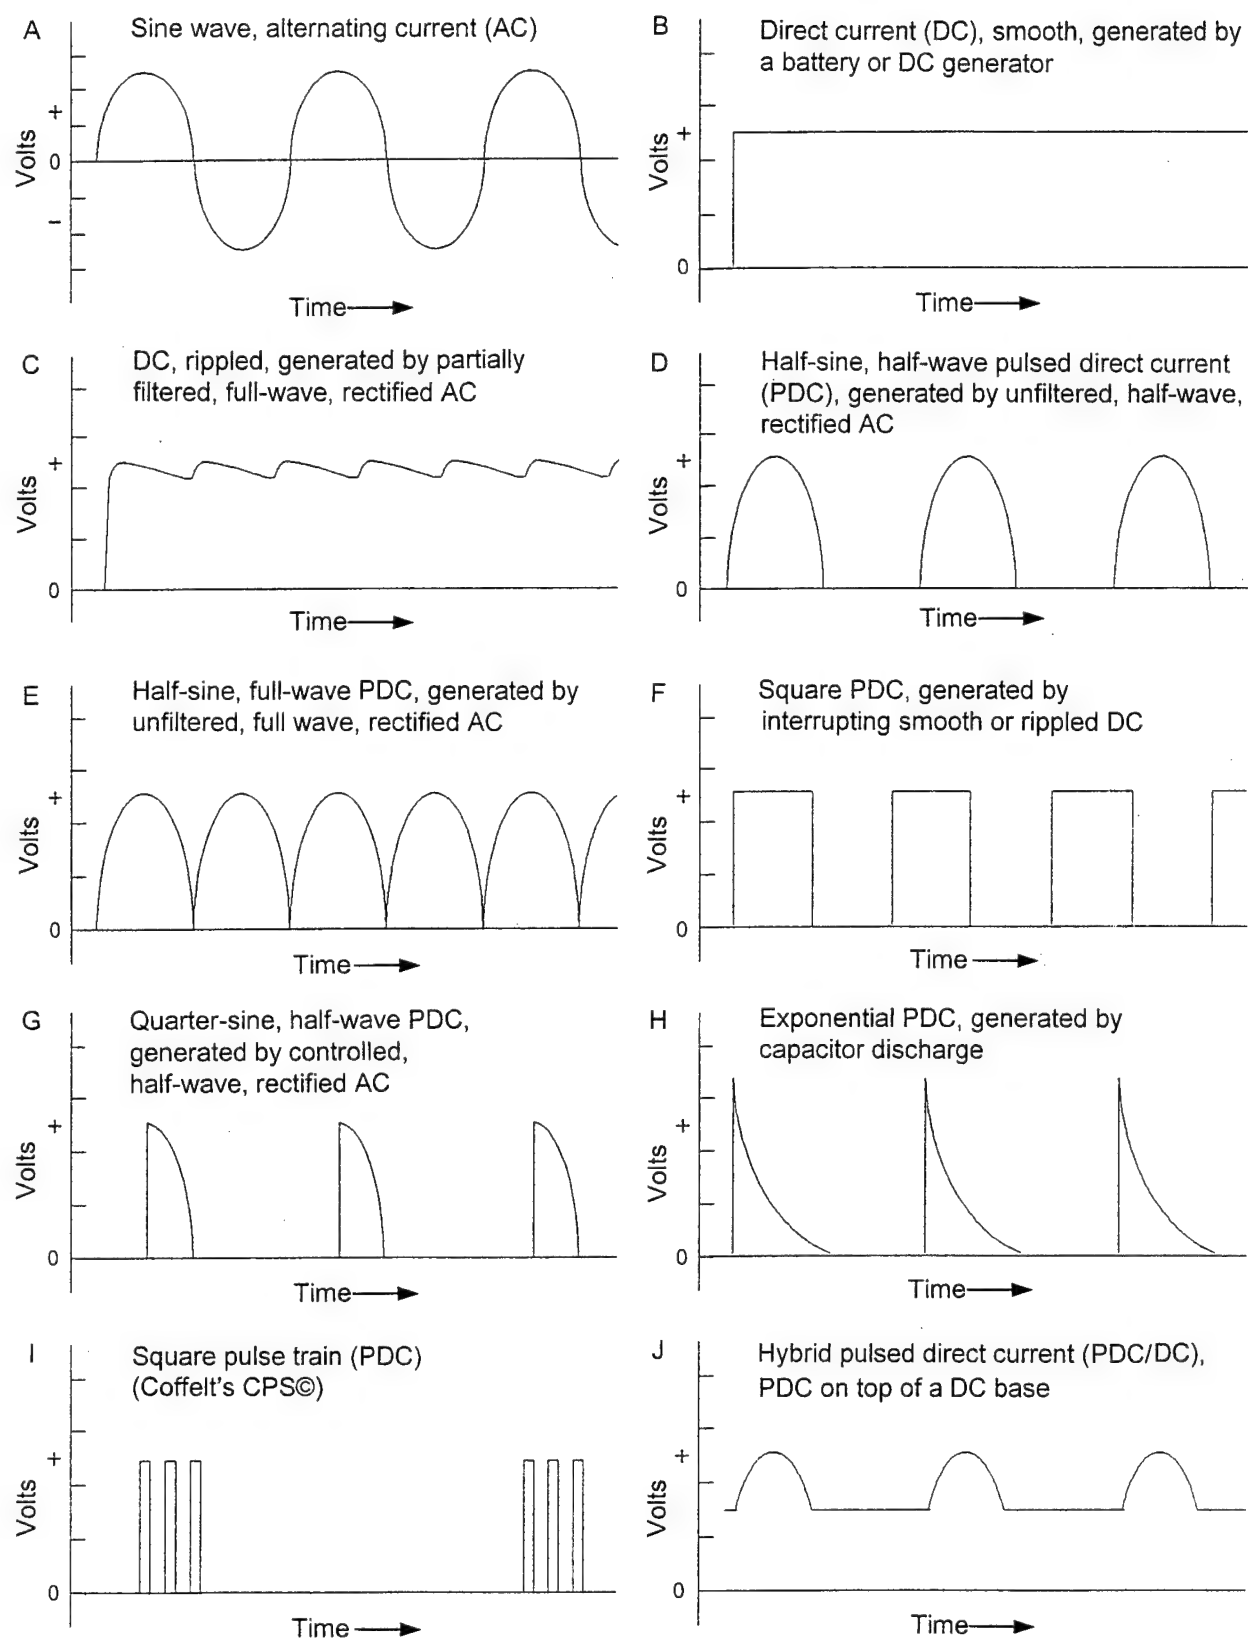 A
Sine wave, alternating current (AC)
+
0
−
Volts
Time
B
Direct current (DC), smooth, generated by
a battery or DC generator
+
0
Volts
Time
C
DC, rippled, generated by partially
filtered, full-wave, rectified AC
+
0
Volts
Time
D
Half-sine, half-wave pulsed direct current
(PDC), generated by unfiltered, half-wave,
rectified AC
+
0
Volts
Time
E
Half-sine, full-wave PDC, generated by
unfiltered, full wave, rectified AC
+
0
Volts
Time
F
Square PDC, generated by
interrupting smooth or rippled DC
+
0
Volts
Time
G
Quarter-sine, half-wave PDC,
generated by controlled,
half-wave, rectified AC
+
0
Volts
Time
H
Exponential PDC, generated by
capacitor discharge
+
0
Volts
Time
I
Square pulse train (PDC)
(Coffelt's CPS©)
+
0
Volts
Time
J
Hybrid pulsed direct current (PDC/DC),
PDC on top of a DC base
+
0
Volts
Time